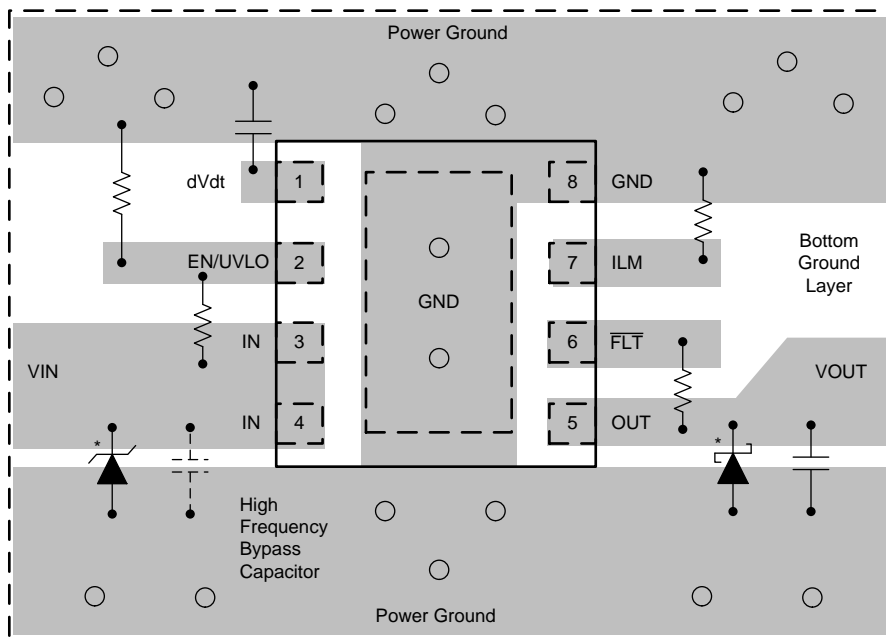 Power Ground
dVdt
1
8
GND
EN/UVLO
2
7
ILM
Bottom
Ground
Layer
GND
IN
3
6
FLT
VIN
VOUT
IN
4
5
OUT
*
*
High
Frequency
Bypass
Capacitor
Power Ground